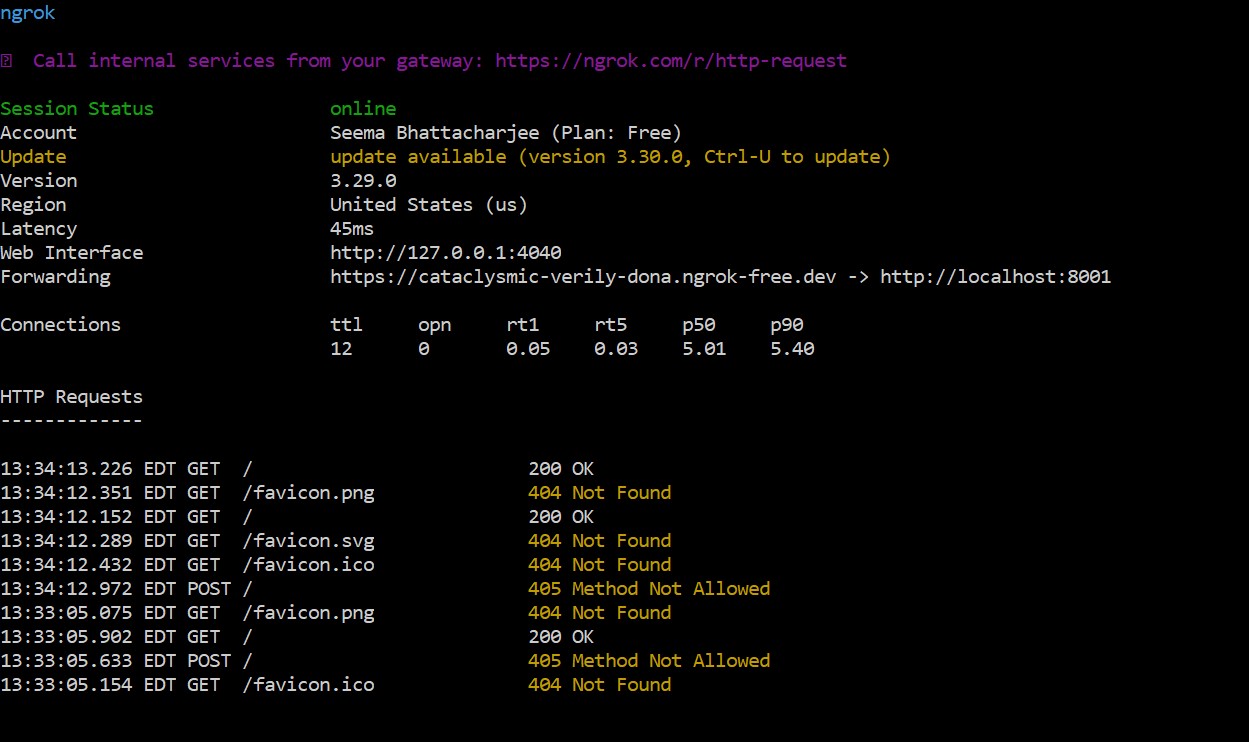 ngrok
Call internal services from your gateway: https://ngrok.com/r/http-request
Session Status online
Account Seema Bhattacharjee (Plan: Free)
Update update available (version 3.30.0, Ctrl-U to update)
Version 3.29.0
Region United States (us)
Latency 45ms
Web Interface http://127.0.0.1:4040
Forwarding https://cataclysmic-verily-dona.ngrok-free.dev -> http://localhost:8001
Connections ttl opn rt1 rt5 p50 p90
12 0 0.05 0.03 5.01 5.40
HTTP Requests
-------------
13:34:13.226 EDT GET / 200 OK
13:34:12.351 EDT GET /favicon.png 404 Not Found
13:34:12.152 EDT GET / 200 OK
13:34:12.289 EDT GET /favicon.svg 404 Not Found
13:34:12.432 EDT GET /favicon.ico 404 Not Found
13:34:12.972 EDT POST / 405 Method Not Allowed
13:33:05.075 EDT GET /favicon.png 404 Not Found
13:33:05.902 EDT GET / 200 OK
13:33:05.633 EDT POST / 405 Method Not Allowed
13:33:05.154 EDT GET /favicon.ico 404 Not Found